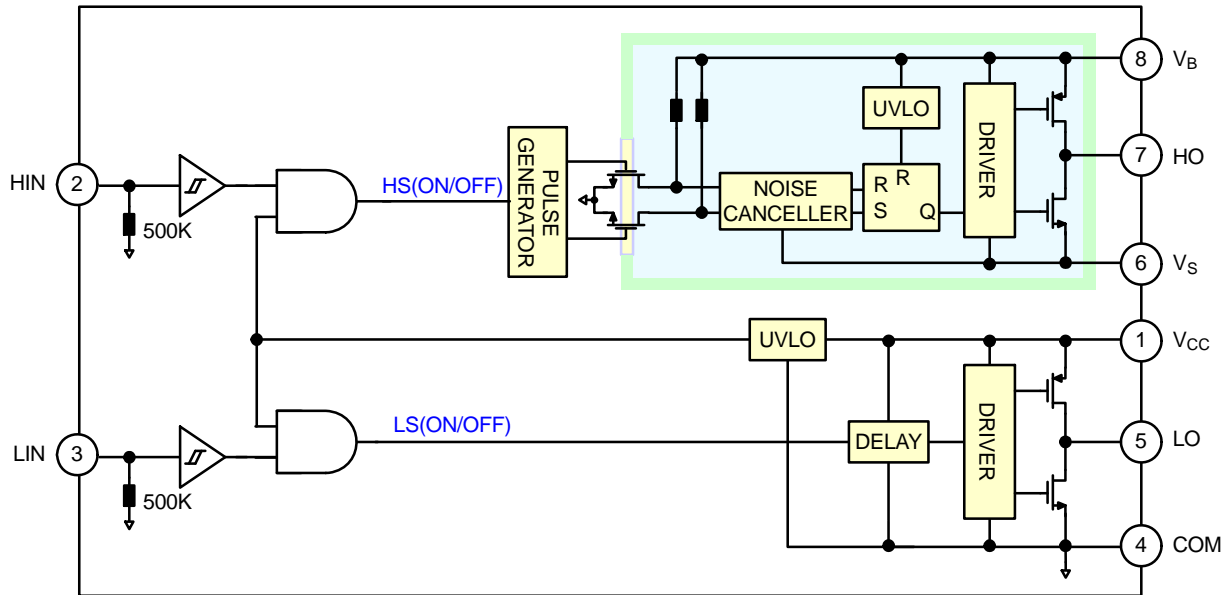 8 VB
UVLO
DRIVER
HIN 2
PULSE GENERATOR
7 HO
HS(ON/OFF)
NOISE CANCELLER
R R
S Q
500K
6 VS
UVLO
1 VCC
LS(ON/OFF)
DRIVER
LIN 3
DELAY
5 LO
500K
4 COM